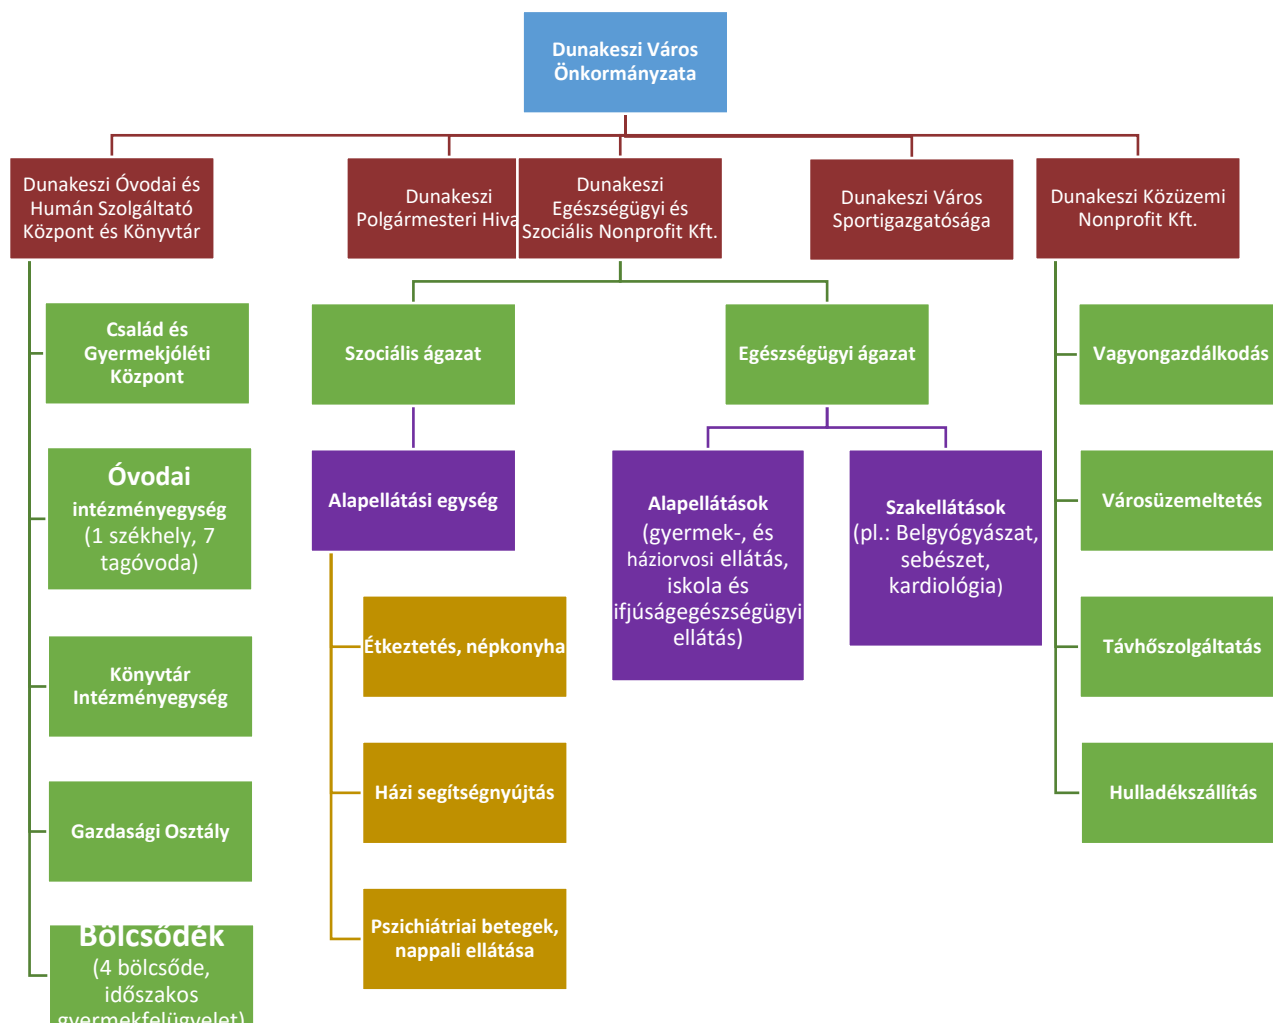 Dunakeszi Város
Önkormányzata
Dunakeszi Óvodai és
Humán Szolgáltató
Központ és Könyvtár
Dunakeszi
Polgármesteri Hiva
Dunakeszi
Egészségügyi és
Szociális Nonprofit Kft.
Dunakeszi Város
Sportigazgatósága
Dunakeszi Közüzemi
Nonprofit Kft.
Család és
Gyermekjóléti
Központ
Óvodai
intézményegység
(1 székhely, 7
tagóvoda)
Könyvtár
Intézményegység
Gazdasági Osztály
Bölcsődék
(4 bölcsőde,
időszakos
gyermekfelügyelet)
Szociális ágazat
Alapellátási egység
Étkeztetés, népkonyha
Házi segítségnyújtás
Pszichiátriai betegek,
nappali ellátása
Egészségügyi ágazat
Alapellátások
(gyermek-, és
háziorvosi ellátás,
iskola és
ifjúságegészségügyi
ellátás)
Szakellátások
(pl.: Belgyógyászat,
sebészet,
kardiológia)
Vagyongazdálkodás
Városüzemeltetés
Távhőszolgáltatás
Hulladékszállítás